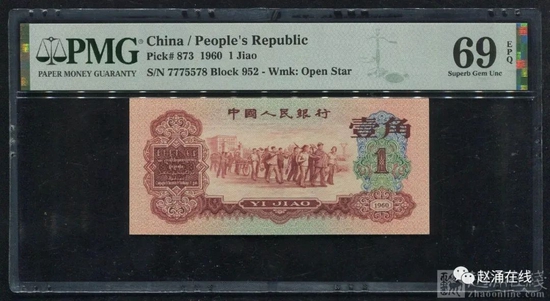 PMG
PAPER MONEY GUARANTY
China / People's Republic
Pick# 873 1960 1 Jiao
S/N 7775578 Block 952 - Wmk: Open Star
69 EPQ
Superb Gem Unc
中國人民銀行
壹角
1
YI JIAO
1960
赵涌在线
zhaoonline.com